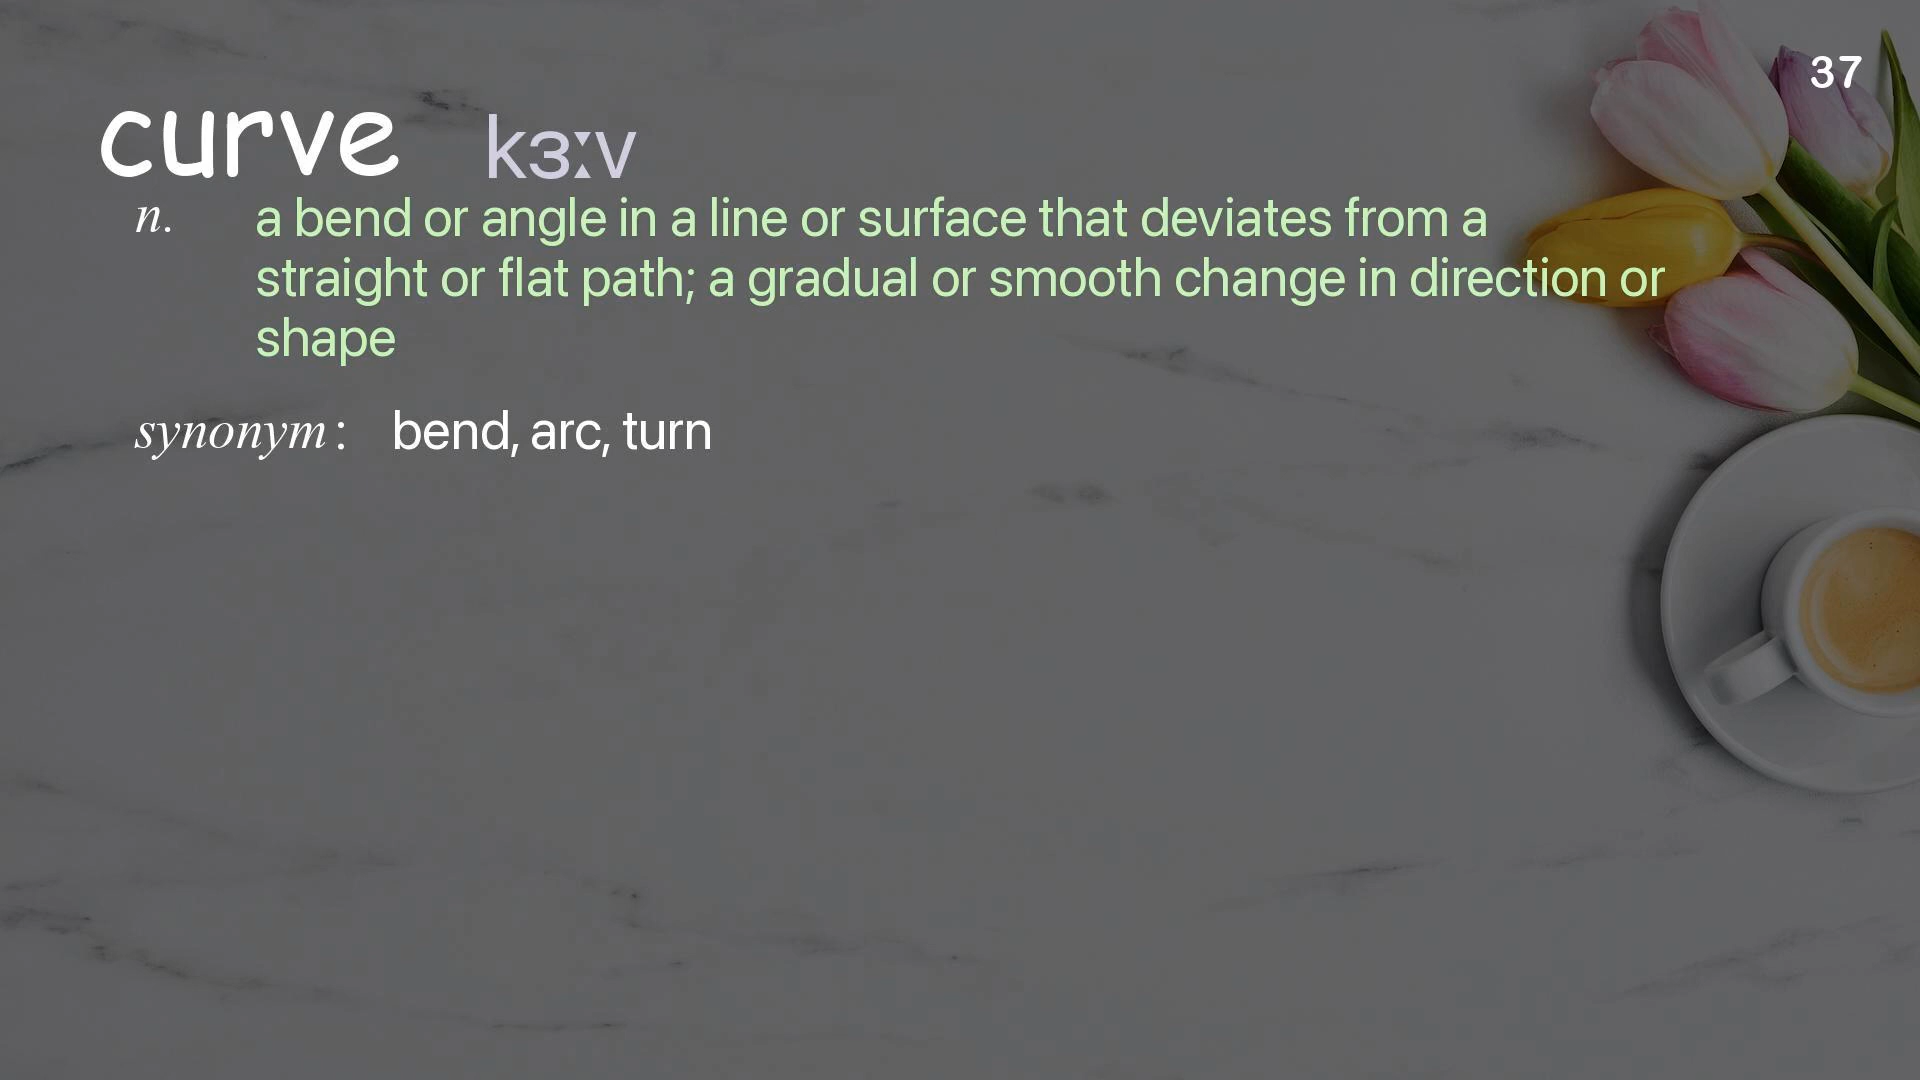 37
curve kɜːv
n. a bend or angle in a line or surface that deviates from a
straight or flat path; a gradual or smooth change in direction or
shape
synonym : bend, arc, turn